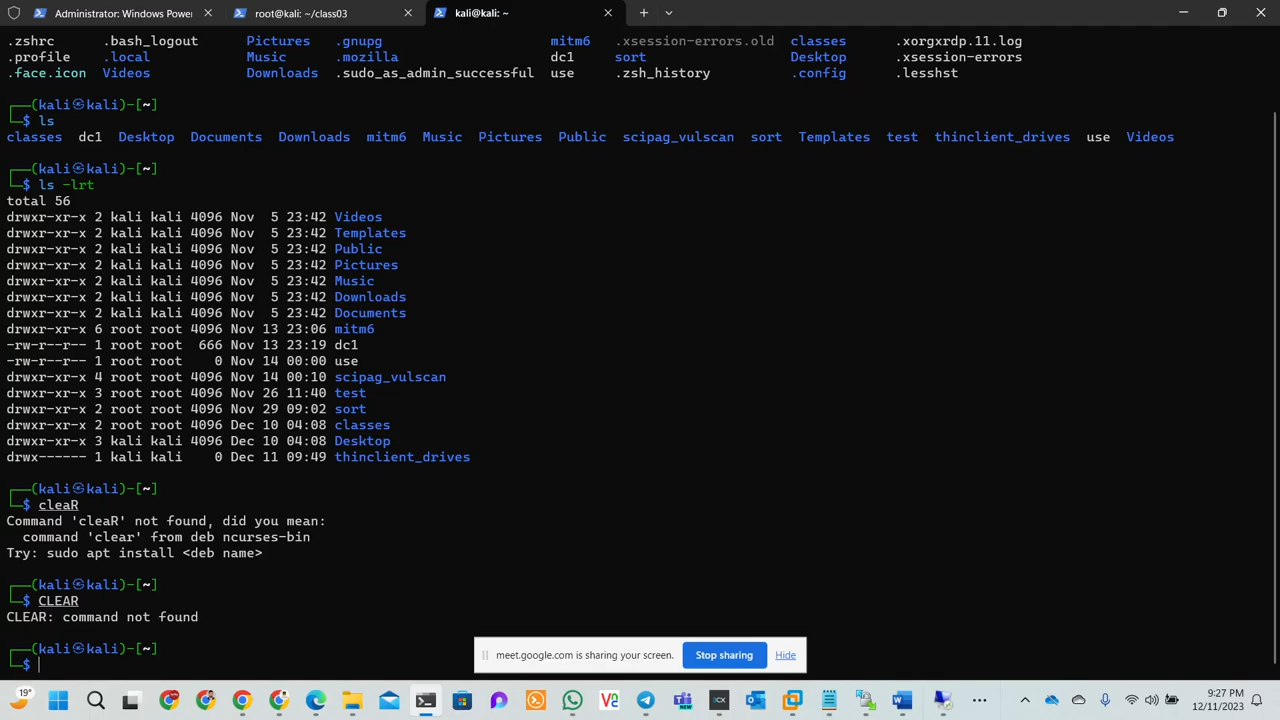 Administrator: Windows Power
root@kali: ~/class03
kali@kali: ~
.zshrc .bash_logout Pictures .gnupg mitm6 .xsession-errors.old classes .xorgxrdp.11.log
.profile .local Music .mozilla dc1 sort Desktop .xsession-errors
.face.icon Videos Downloads .sudo_as_admin_successful use .zsh_history .config .lesshst
┌──(kali㉿kali)-[~]
└─$ ls
classes dc1 Desktop Documents Downloads mitm6 Music Pictures Public scipag_vulscan sort Templates test thinclient_drives use Videos
┌──(kali㉿kali)-[~]
└─$ ls -lrt
total 56
drwxr-xr-x 2 kali kali 4096 Nov  5 23:42 Videos
drwxr-xr-x 2 kali kali 4096 Nov  5 23:42 Templates
drwxr-xr-x 2 kali kali 4096 Nov  5 23:42 Public
drwxr-xr-x 2 kali kali 4096 Nov  5 23:42 Pictures
drwxr-xr-x 2 kali kali 4096 Nov  5 23:42 Music
drwxr-xr-x 2 kali kali 4096 Nov  5 23:42 Downloads
drwxr-xr-x 2 kali kali 4096 Nov  5 23:42 Documents
drwxr-xr-x 6 root root 4096 Nov 13 23:06 mitm6
-rw-r--r-- 1 root root  666 Nov 13 23:19 dc1
-rw-r--r-- 1 root root    0 Nov 14 00:00 use
drwxr-xr-x 4 root root 4096 Nov 14 00:10 scipag_vulscan
drwxr-xr-x 3 root root 4096 Nov 26 11:40 test
drwxr-xr-x 2 root root 4096 Nov 29 09:02 sort
drwxr-xr-x 2 root root 4096 Dec 10 04:08 classes
drwxr-xr-x 3 kali kali 4096 Dec 10 04:08 Desktop
drwx------ 1 kali kali    0 Dec 11 09:49 thinclient_drives
┌──(kali㉿kali)-[~]
└─$ cleaR
Command 'cleaR' not found, did you mean:
  command 'clear' from deb ncurses-bin
Try: sudo apt install <deb name>
┌──(kali㉿kali)-[~]
└─$ CLEAR
CLEAR: command not found
┌──(kali㉿kali)-[~]
└─$
meet.google.com is sharing your screen. Stop sharing Hide
19°
9:27 PM
12/11/2023